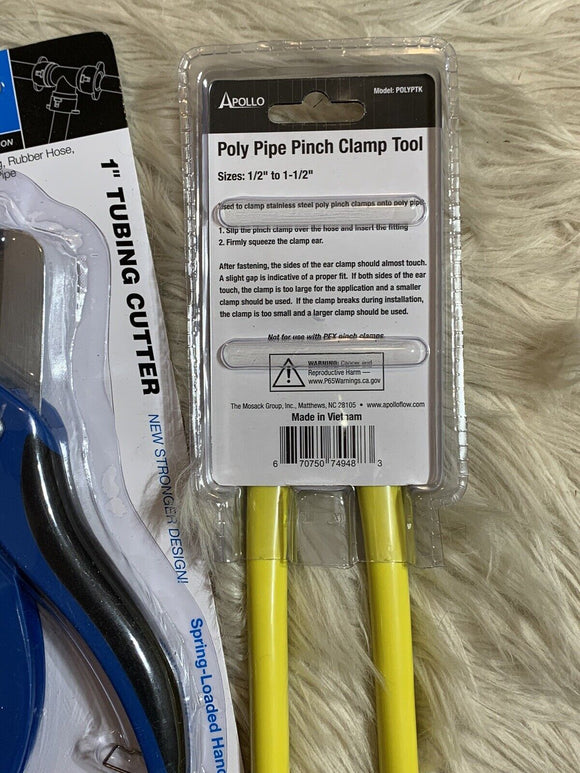 APOLLO
Model: POLYPTK
Poly Pipe Pinch Clamp Tool
Sizes: 1/2" to 1-1/2"
Used to clamp stainless steel poly pinch clamps onto poly pipe.
1. Slip the pinch clamp over the hose and insert the fitting
2. Firmly squeeze the clamp ear.
After fastening, the sides of the ear clamp should almost touch.
A slight gap is indicative of a proper fit. If both sides of the ear
touch, the clamp is too large for the application and a smaller
clamp should be used. If the clamp breaks during installation,
the clamp is too small and a larger clamp should be used.
Not for use with PEX pinch clamps
WARNING: Cancer and
Reproductive Harm —
www.P65Warnings.ca.gov
The Mosack Group, Inc., Matthews, NC 28105 • www.apolloflow.com
Made in Vietnam
6 70750 74948 3
ON
, Rubber Hose,
Pipe
1" TUBING CUTTER
NEW STRONGER DESIGN!
Spring-Loaded Hand